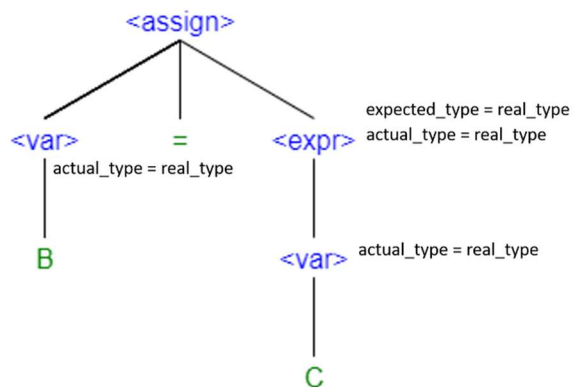 <assign>
expected_type = real_type
<var> = <expr> actual_type = real_type
actual_type = real_type
B
<var> actual_type = real_type
C